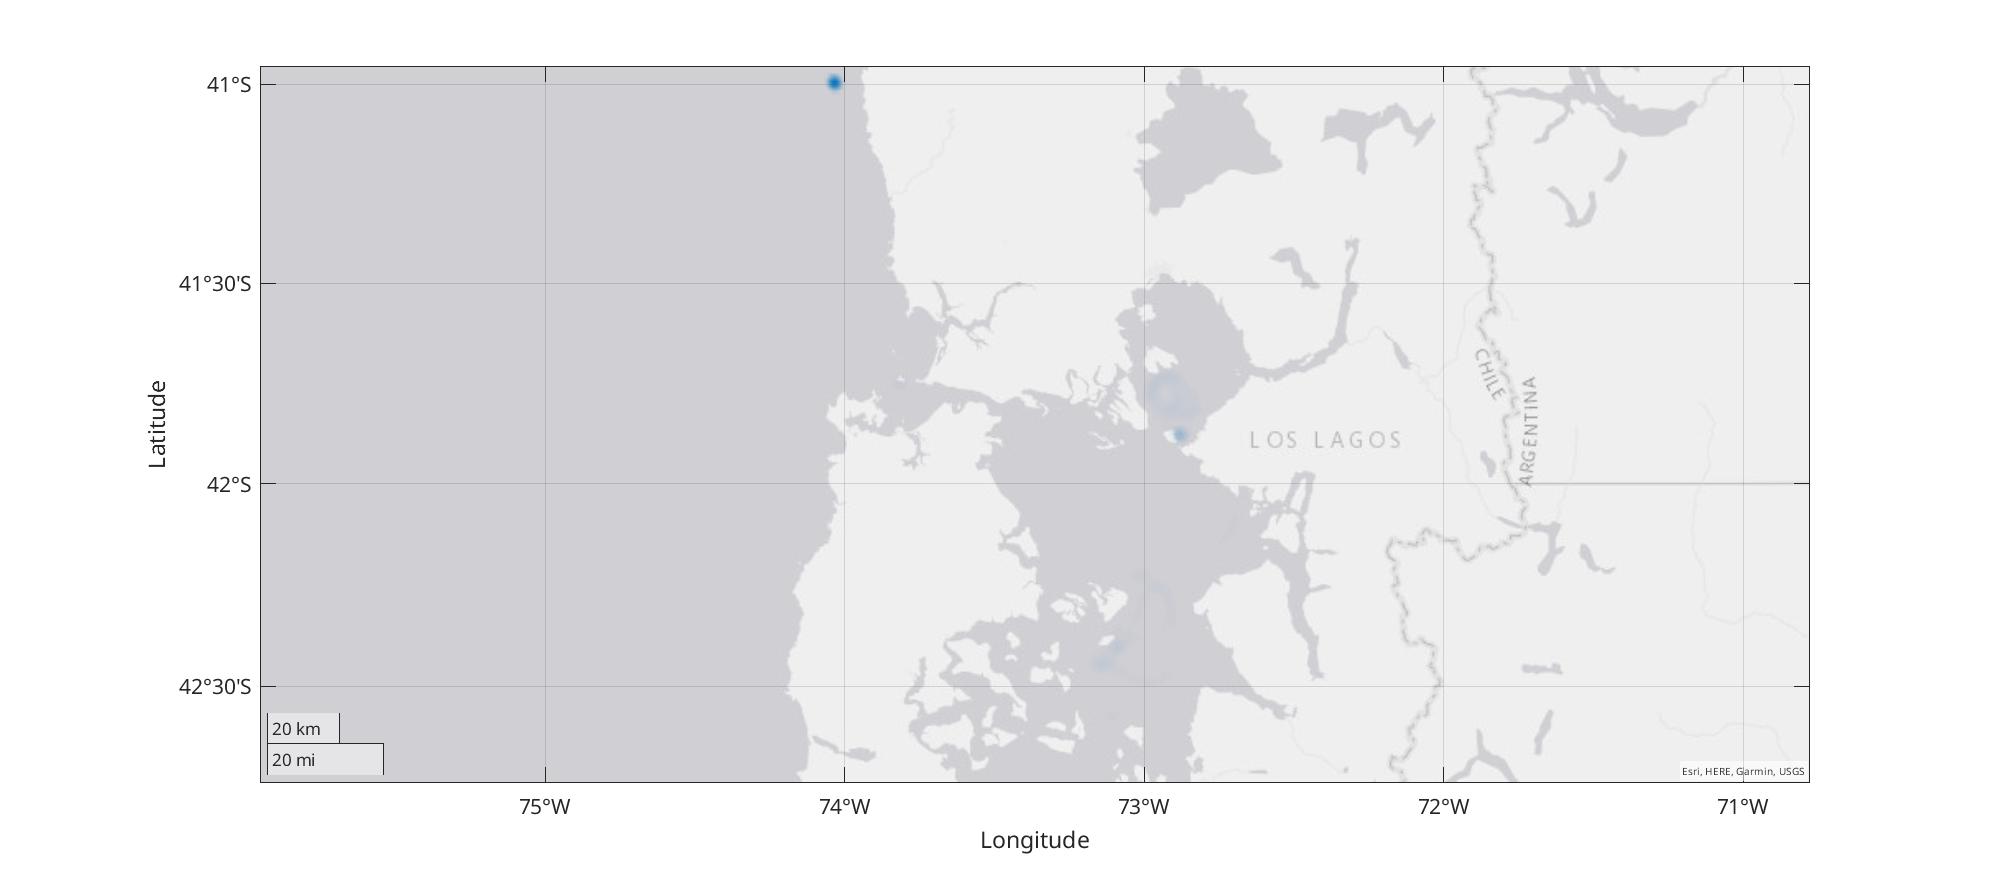 41°S
41°30'S
42°S
42°30'S
Latitude
CHILE
ARGENTINA
LOS LAGOS
20 km
20 mi
Esri, HERE, Garmin, USGS
75°W
74°W
73°W
72°W
71°W
Longitude